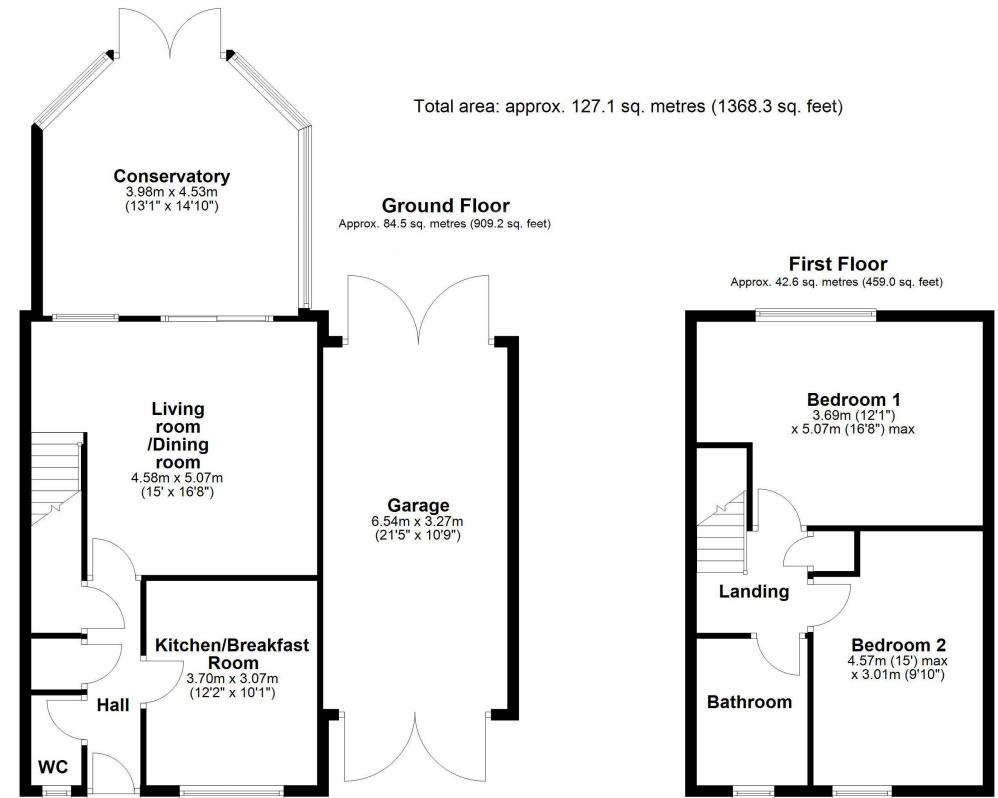 Total area: approx. 127.1 sq. metres (1368.3 sq. feet)
Conservatory
3.98m x 4.53m
(13'1" x 14'10")
Ground Floor
Approx. 84.5 sq. metres (909.2 sq. feet)
First Floor
Approx. 42.6 sq. metres (459.0 sq. feet)
Living
room
/Dining
room
4.58m x 5.07m
(15' x 16'8")
Garage
6.54m x 3.27m
(21'5" x 10'9")
Bedroom 1
3.69m (12'1")
x 5.07m (16'8") max
Landing
Kitchen/Breakfast
Room
3.70m x 3.07m
(12'2" x 10'1")
Bedroom 2
4.57m (15') max
x 3.01m (9'10")
Hall
Bathroom
WC